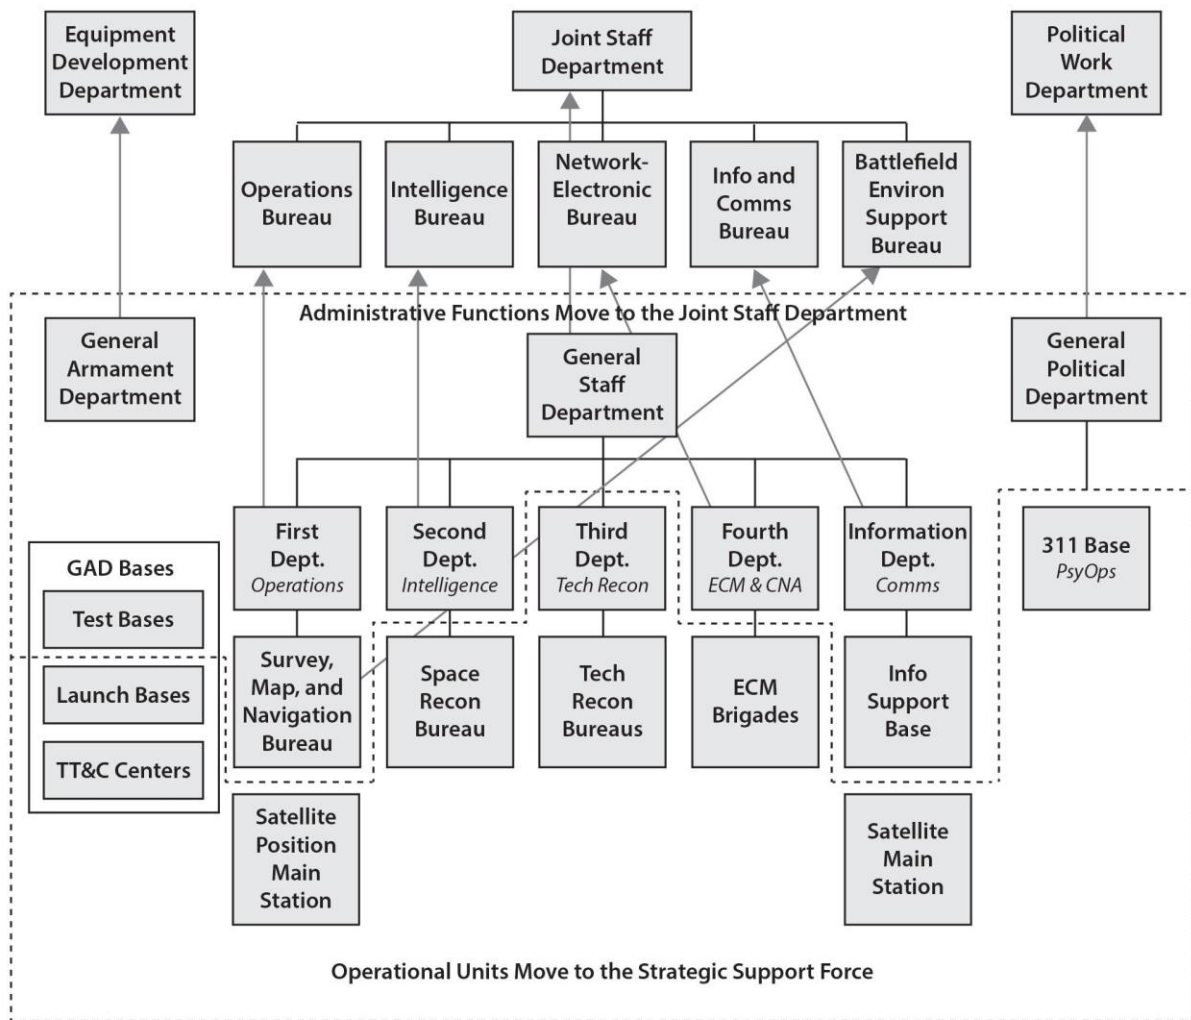 Equipment
Development
Department
Joint Staff
Department
Political
Work
Department
Operations
Bureau
Intelligence
Bureau
Network-
Electronic
Bureau
Info and
Comms
Bureau
Battlefield
Environ
Support
Bureau
Administrative Functions Move to the Joint Staff Department
General
Armament
Department
General
Staff
Department
General
Political
Department
First
Dept.
Operations
Second
Dept.
Intelligence
Third
Dept.
Tech Recon
Fourth
Dept.
ECM & CNA
Information
Dept.
Comms
311 Base
PsyOps
GAD Bases
Test Bases
Launch Bases
TT&C Centers
Survey,
Map, and
Navigation
Bureau
Space
Recon
Bureau
Tech
Recon
Bureaus
ECM
Brigades
Info
Support
Base
Satellite
Position
Main
Station
Satellite
Main
Station
Operational Units Move to the Strategic Support Force